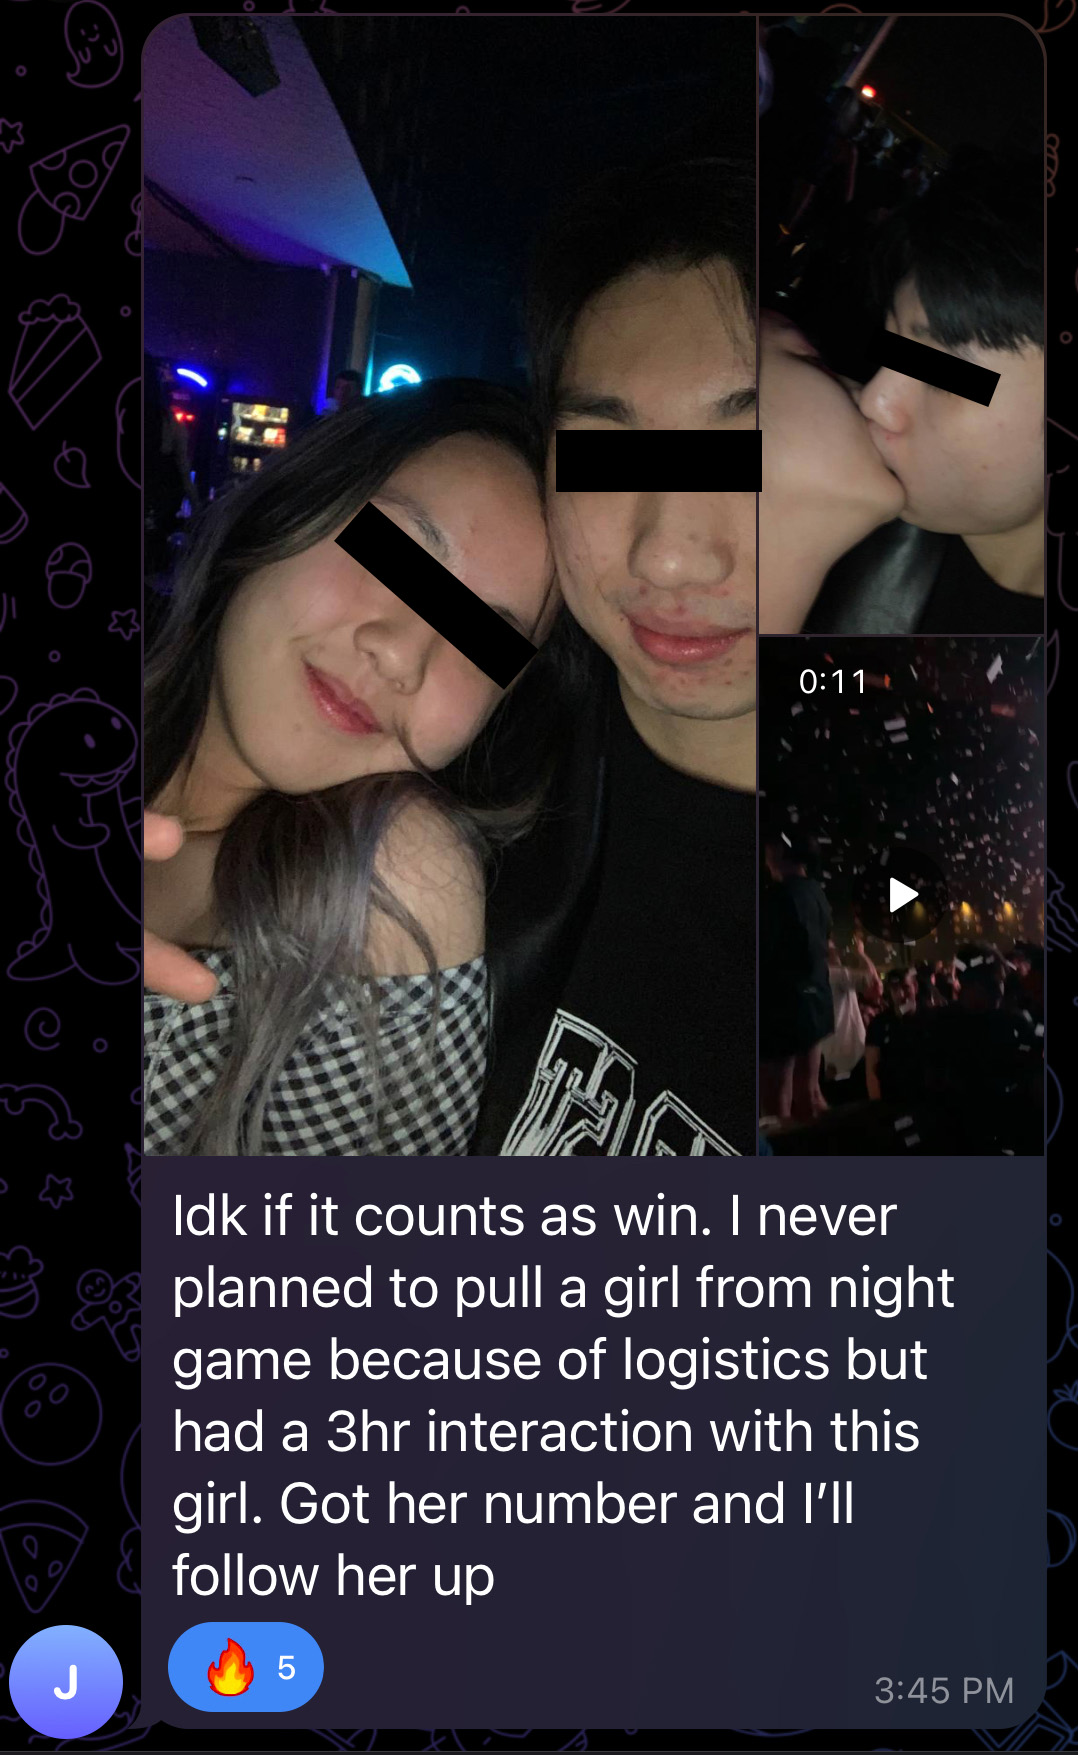 0:11
Idk if it counts as win. I never
planned to pull a girl from night
game because of logistics but
had a 3hr interaction with this
girl. Got her number and I’ll
follow her up
🔥 5
J
3:45 PM